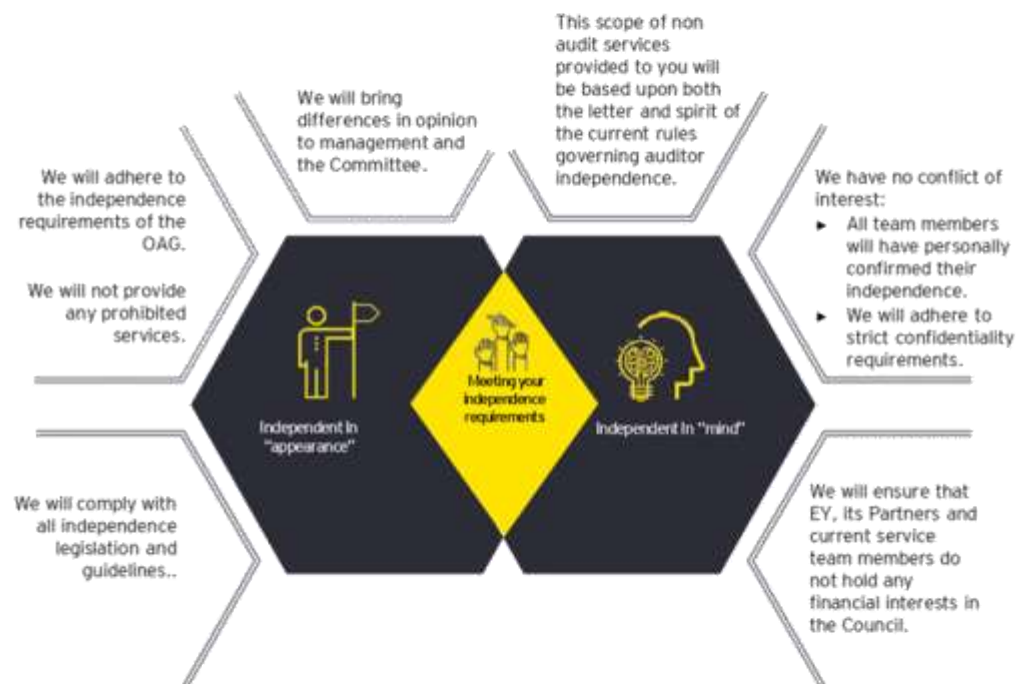 This scope of non
audit services
provided to you will
be based upon both
the letter and spirit of
the current rules
governing auditor
independence.
We will bring
differences in opinion
to management and
the Committee.
We will adhere to
the independence
requirements of the
OAG.
We will not provide
any prohibited
services.
We have no conflict of
interest:
► All team members
will have personally
confirmed their
independence.
► We will adhere to
strict confidentiality
requirements.
Meeting your
independence
requirements
Independent in
"appearance"
Independent in "mind"
We will comply with
all independence
legislation and
guidelines..
We will ensure that
EY, its Partners and
current service
team members do
not hold any
financial interests in
the Council.